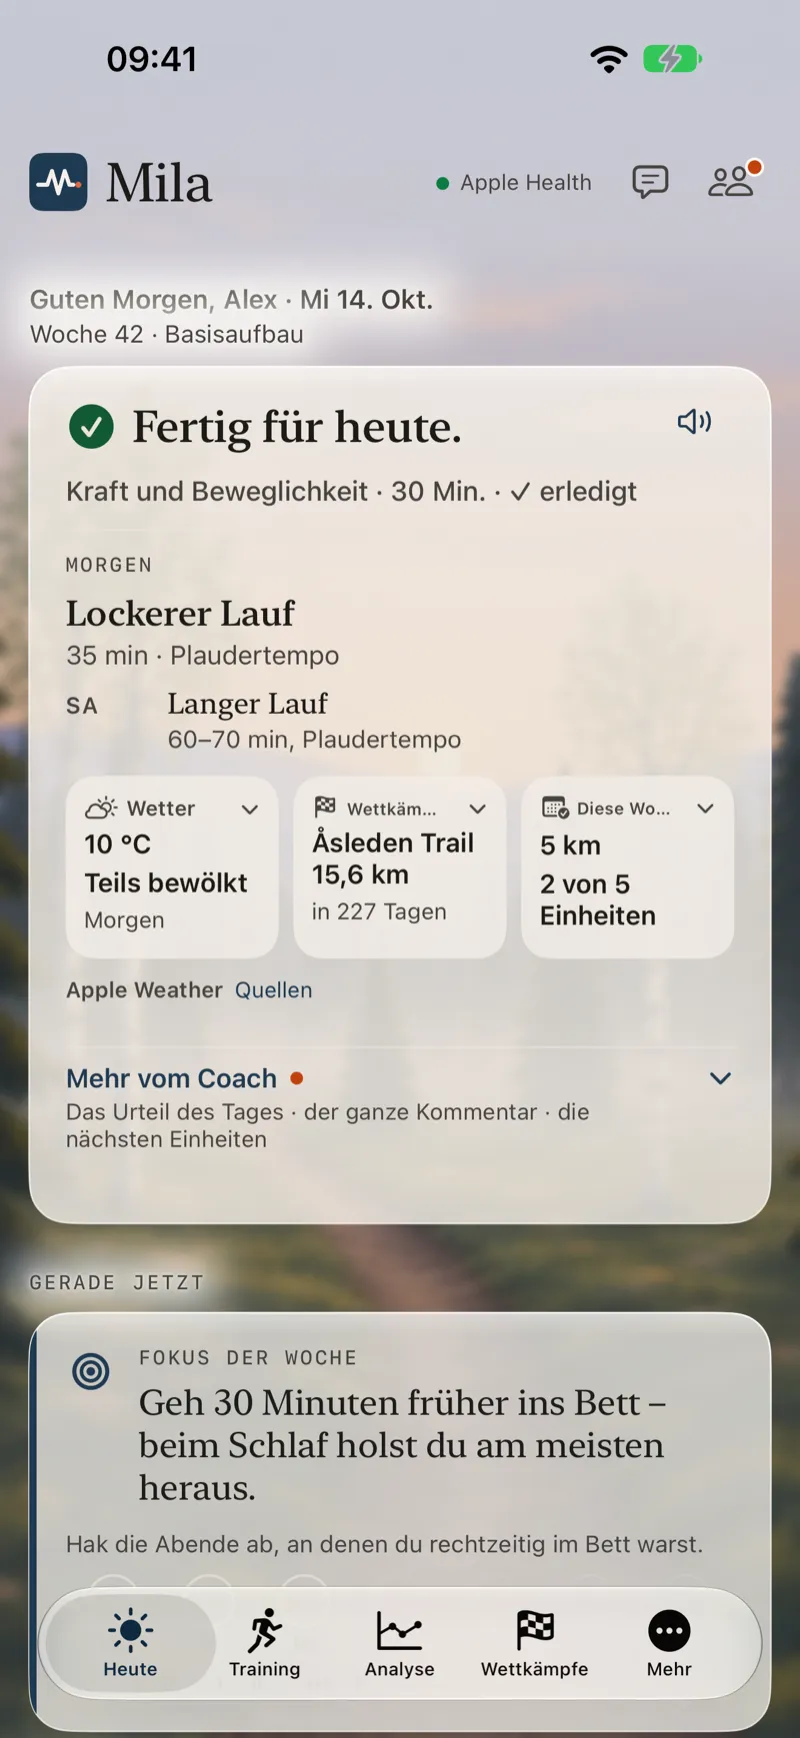 09:41
Mila
Apple Health
Guten Morgen, Alex · Mi 14. Okt.
Woche 42 · Basisaufbau
Fertig für heute.
Kraft und Beweglichkeit · 30 Min. · ✓ erledigt
MORGEN
Lockerer Lauf
35 min · Plaudertempo
SA Langer Lauf
60–70 min, Plaudertempo
Wetter
10 °C
Teils bewölkt
Morgen
Wettkäm...
Åsleden Trail
15,6 km
in 227 Tagen
Diese Wo...
5 km
2 von 5
Einheiten
Apple Weather Quellen
Mehr vom Coach
Das Urteil des Tages · der ganze Kommentar · die
nächsten Einheiten
GERADE JETZT
FOKUS DER WOCHE
Geh 30 Minuten früher ins Bett –
beim Schlaf holst du am meisten
heraus.
Hak die Abende ab, an denen du rechtzeitig im Bett warst.
Heute Training Analyse Wettkämpfe Mehr